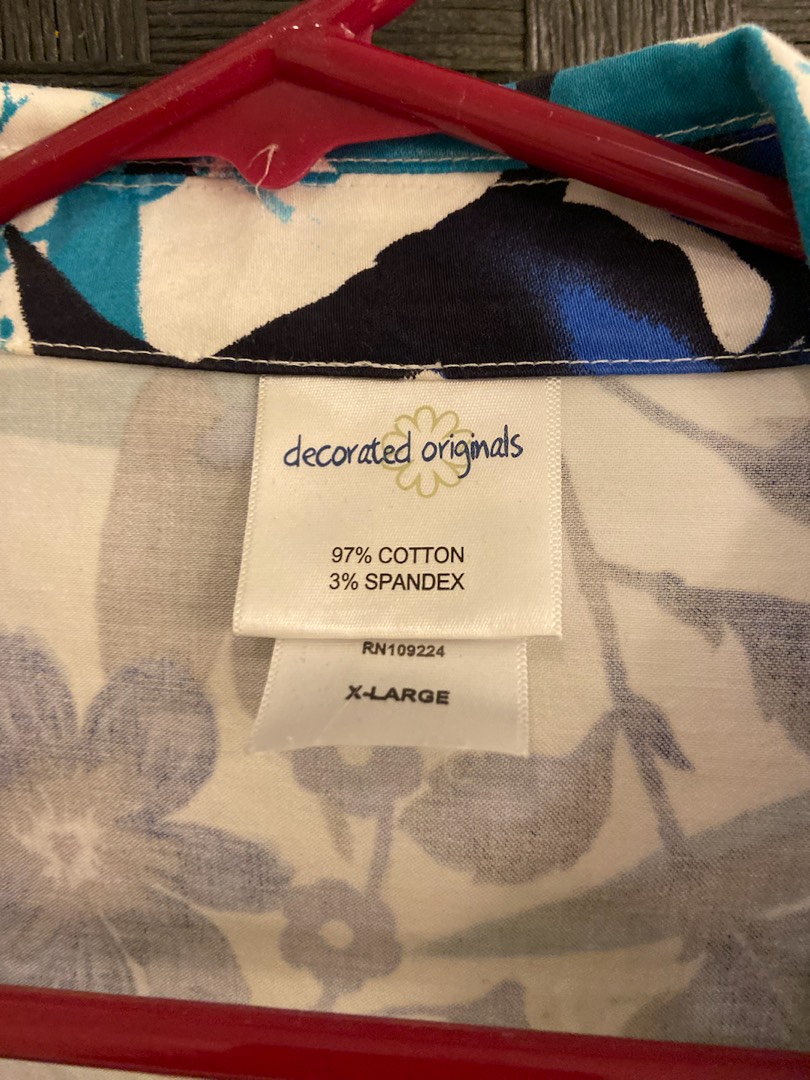 decorated originals
97% COTTON
3% SPANDEX
RN109224
X-LARGE